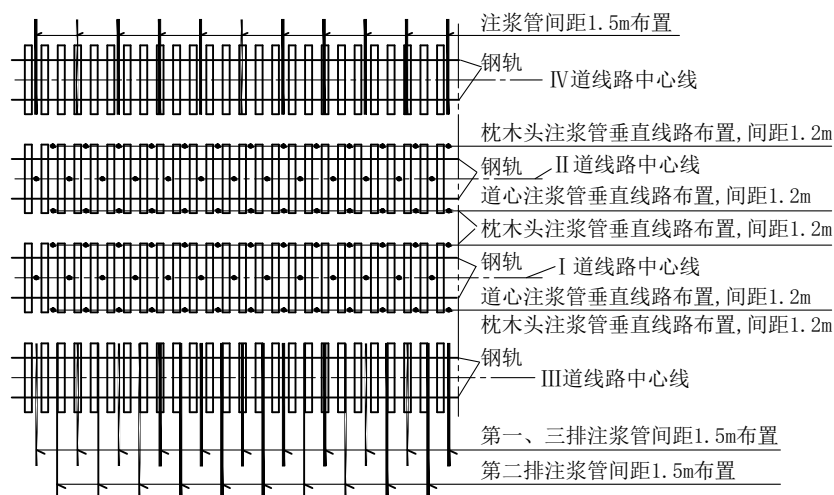 注浆管间距1.5m布置
钢轨
Ⅳ道线路中心线
枕木头注浆管垂直线路布置,间距1.2m
钢轨
Ⅱ道线路中心线
道心注浆管垂直线路布置,间距1.2m
枕木头注浆管垂直线路布置,间距1.2m
钢轨
Ⅰ道线路中心线
道心注浆管垂直线路布置,间距1.2m
枕木头注浆管垂直线路布置,间距1.2m
钢轨
Ⅲ道线路中心线
第一、三排注浆管间距1.5m布置
第二排注浆管间距1.5m布置